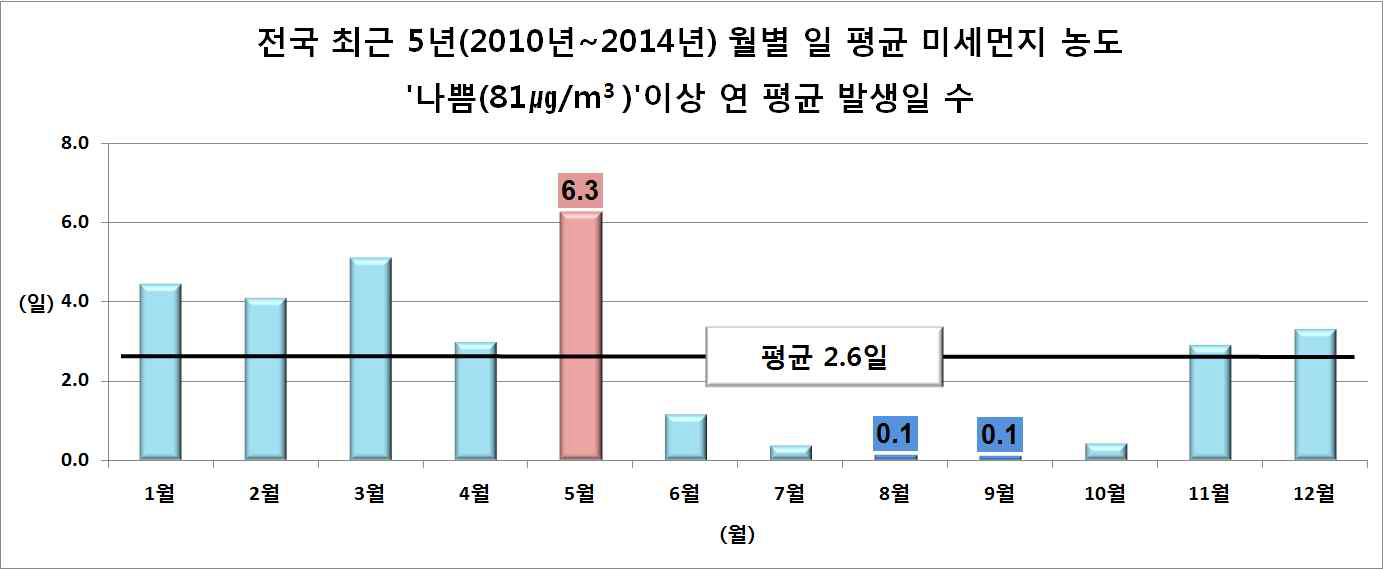 전국 최근 5년(2010년~2014년) 월별 일 평균 미세먼지 농도
'나쁨(81㎍/m³)'이상 연 평균 발생일 수
8.0
6.0
4.0
2.0
0.0
(일)
6.3
평균 2.6일
0.1
0.1
1월 2월 3월 4월 5월 6월 7월 8월 9월 10월 11월 12월
(월)